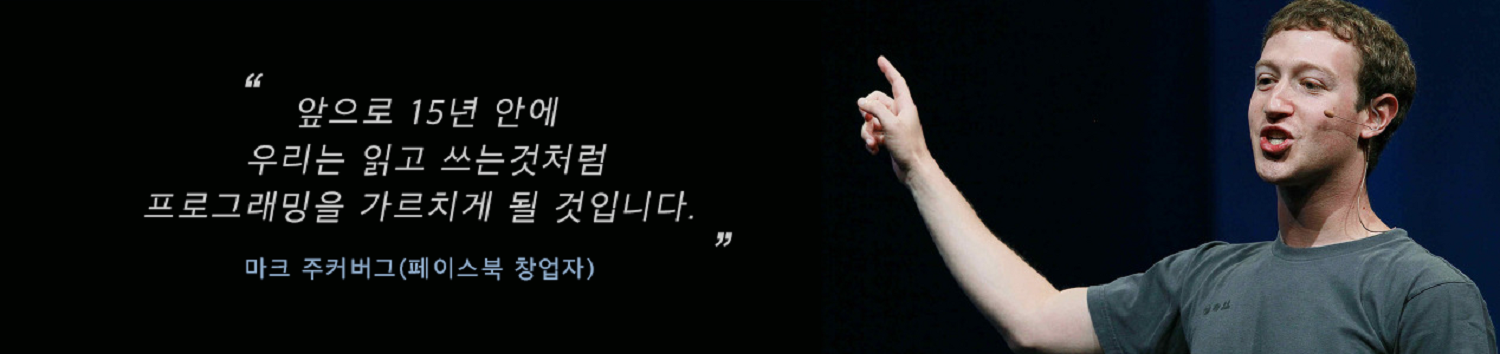 “
앞으로 15년 안에
우리는 읽고 쓰는것처럼
프로그래밍을 가르치게 될 것입니다.
”
마크 주커버그(페이스북 창업자)